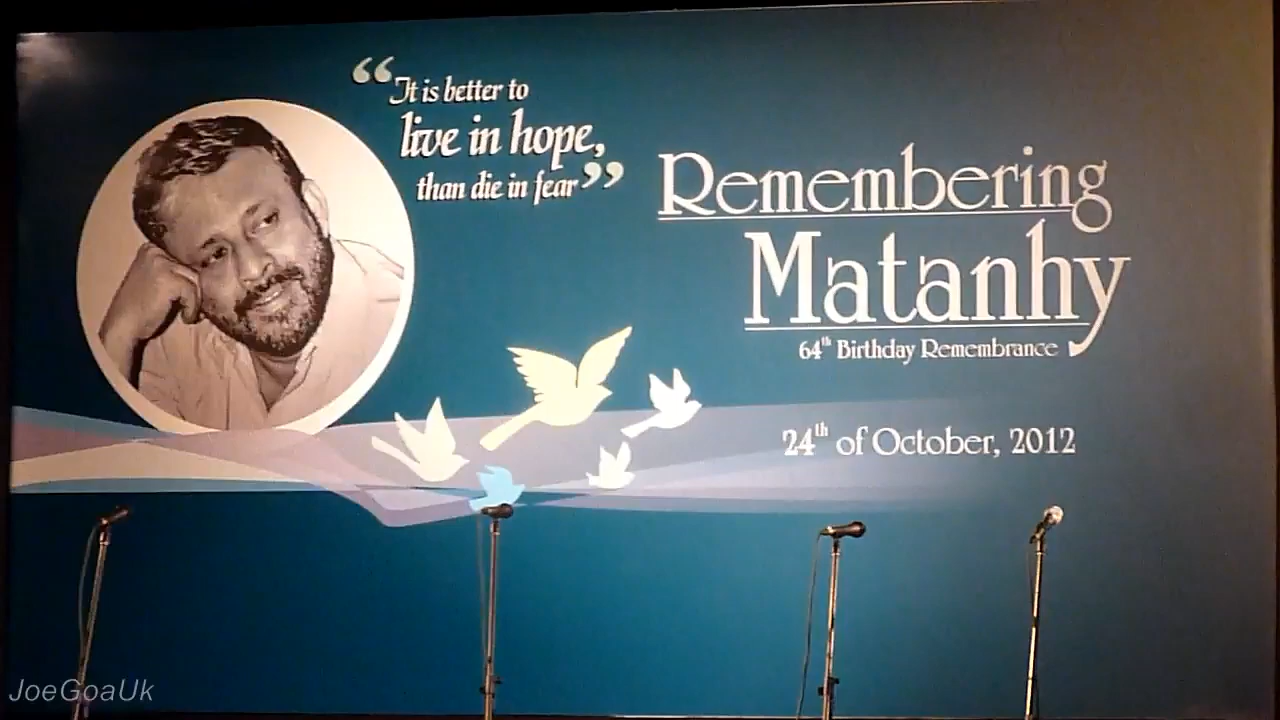 “It is better to
live in hope,
than die in fear”
Remembering
Matanhy
64th Birthday Remembrance
24th of October, 2012
JoeGoaUk